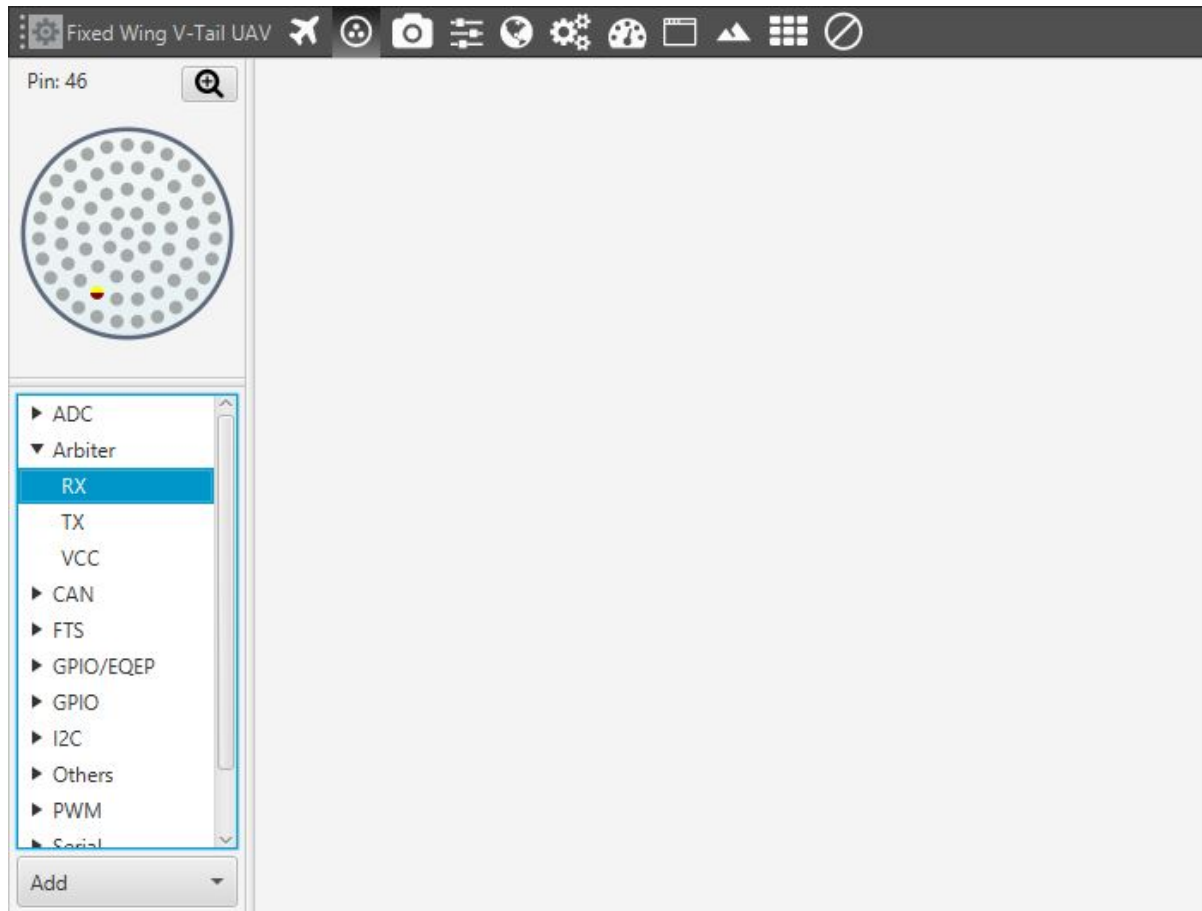 Fixed Wing V-Tail UAV
Pin: 46
ADC
Arbiter
RX
TX
VCC
CAN
FTS
GPIO/EQEP
GPIO
I2C
Others
PWM
Serial
Add